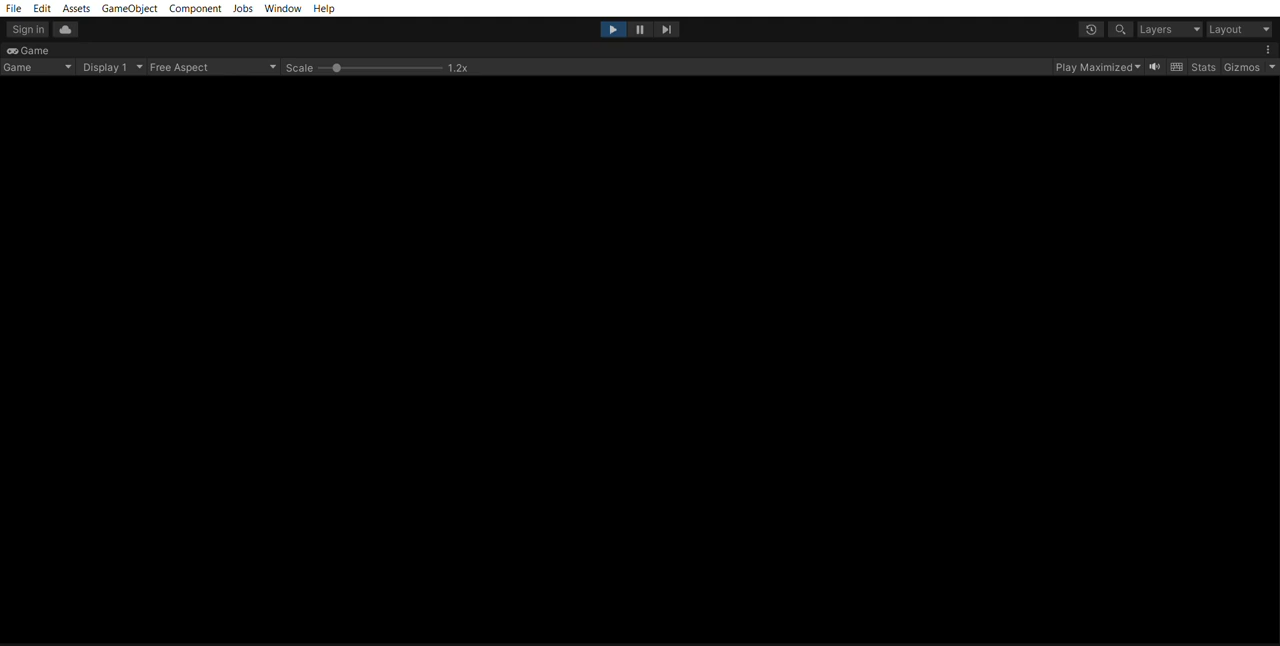 File Edit Assets GameObject Component Jobs Window Help
Sign in Layers Layout
Game
Game Display 1 Free Aspect Scale 1.2x Play Maximized Stats Gizmos